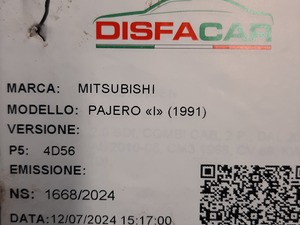 DISFACAR
MARCA: MITSUBISHI
MODELLO: PAJERO «I» (1991)
VERSIONE:
P5: 4D56
EMISSIONE:
NS: 1668/2024
DATA:12/07/2024 15:17:00